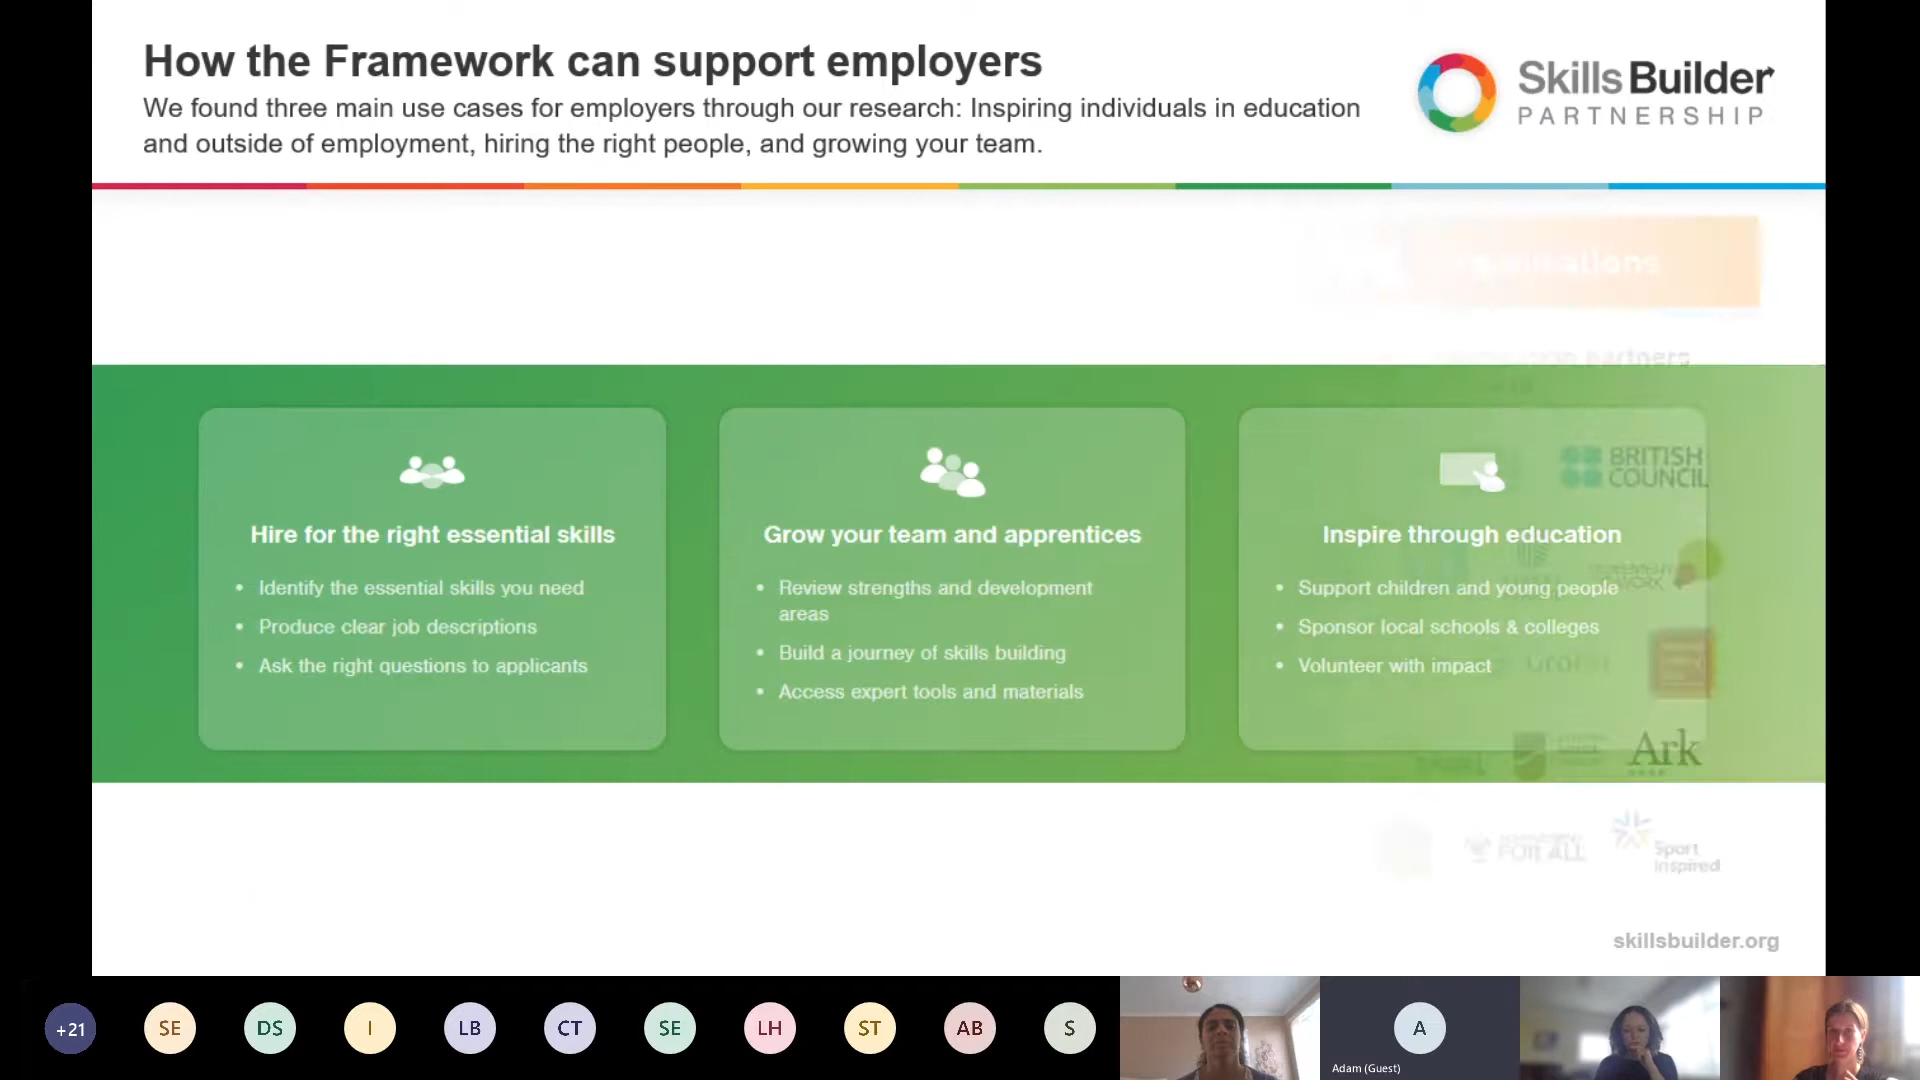 How the Framework can support employers
We found three main use cases for employers through our research: Inspiring individuals in education
and outside of employment, hiring the right people, and growing your team.
Skills Builder
PARTNERSHIP
partners
BRITISH
COUNCIL
Hire for the right essential skills
• Identify the essential skills you need
• Produce clear job descriptions
• Ask the right questions to applicants
Grow your team and apprentices
• Review strengths and development
areas
• Build a journey of skills building
• Access expert tools and materials
Inspire through education
• Support children and young people
• Sponsor local schools & colleges
• Volunteer with impact
Ark
FOR ALL
Sport
Inspired
skillsbuilder.org
+21
SE
DS
I
LB
CT
SE
LH
ST
AB
S
A
Adam (Guest)